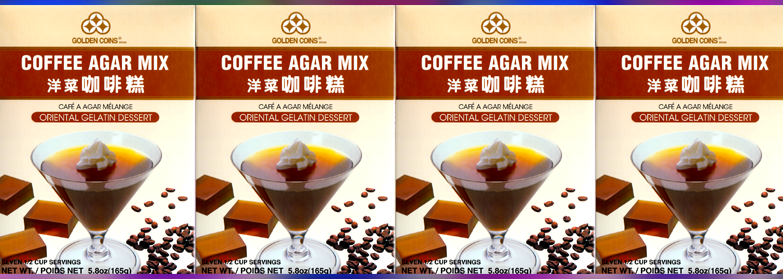 GOLDEN COINS®
COFFEE AGAR MIX
洋菜咖啡糕
CAFÉ A AGAR MÉLANGE
ORIENTAL GELATIN DESSERT
SEVEN 1/2 CUP SERVINGS
NET WT. / POIDS NET 5.8oz(165g)
GOLDEN COINS®
COFFEE AGAR MIX
洋菜咖啡糕
CAFÉ A AGAR MÉLANGE
ORIENTAL GELATIN DESSERT
SEVEN 1/2 CUP SERVINGS
NET WT. / POIDS NET 5.8oz(165g)
GOLDEN COINS®
COFFEE AGAR MIX
洋菜咖啡糕
CAFÉ A AGAR MÉLANGE
ORIENTAL GELATIN DESSERT
SEVEN 1/2 CUP SERVINGS
NET WT. / POIDS NET 5.8oz(165g)
GOLDEN COINS®
COFFEE AGAR MIX
洋菜咖啡糕
CAFÉ A AGAR MÉLANGE
ORIENTAL GELATIN DESSERT
SEVEN 1/2 CUP SERVINGS
NET WT. / POIDS NET 5.8oz(165g)